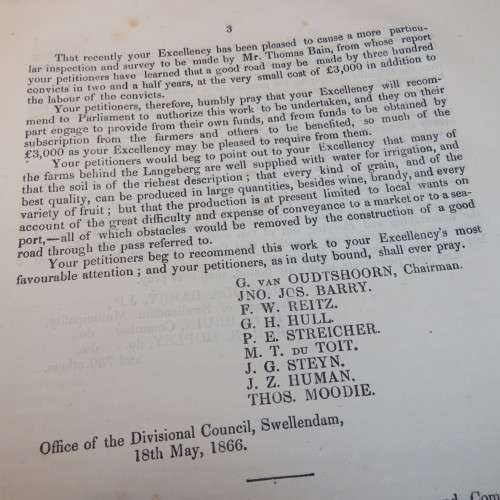 3
That recently your Excellency has been pleased to cause a more particu-
lar inspection and survey to be made by Mr. Thomas Bain, from whose report
your petitioners have learned that a good road may be made by three hundred
convicts in two and a half years, at the very small cost of £3,000 in addition to
the labour of the convicts.
Your petitioners, therefore, humbly pray that your Excellency will recom-
mend to Parliament to authorize this work to be undertaken, and they on their
part engage to provide from their own funds, and from funds to be obtained by
subscription from the farmers and others to be benefited, so much of the
£3,000 as your Excellency may be pleased to require from them.
Your petitioners would beg to point out to your Excellency that many of
the farms behind the Langeberg are well supplied with water for irrigation, and
that the soil is of the richest description; that every kind of grain, and of the
best quality, can be produced in large quantities, besides wine, brandy, and every
variety of fruit; but that the production is at present limited to local wants on
account of the great difficulty and expense of conveyance to a market or to a sea-
port,—all of which obstacles would be removed by the construction of a good
road through the pass referred to.
Your petitioners beg to recommend this work to your Excellency's most
favourable attention; and your petitioners, as in duty bound, shall ever pray.
G. VAN OUDTSHOORN, Chairman.
JNO. JOS. BARRY.
F. W. REITZ.
G. H. HULL.
P. E. STREICHER.
M. T. DU TOIT.
J. G. STEYN.
J. Z. HUMAN.
THOS. MOODIE.
Office of the Divisional Council, Swellendam,
18th May, 1866.